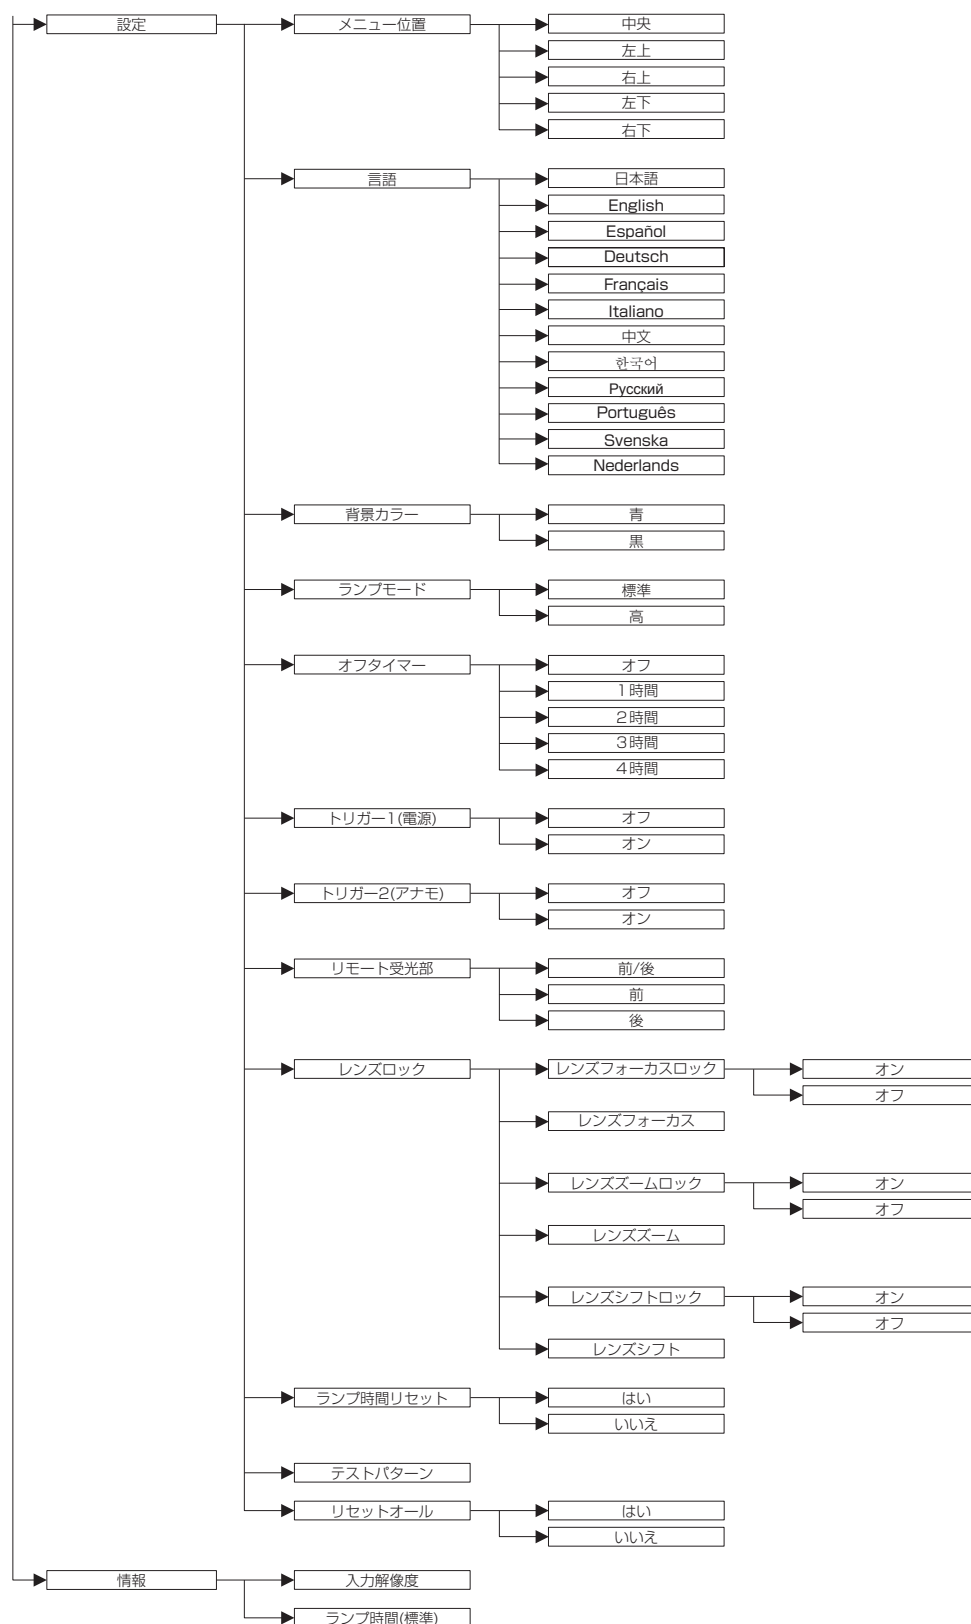 設定
メニュー位置
中央
左上
右上
左下
右下
言語
日本語
English
Español
Deutsch
Français
Italiano
中文
한국어
Русский
Português
Svenska
Nederlands
背景カラー
青
黒
ランプモード
標準
高
オフタイマー
オフ
1時間
2時間
3時間
4時間
トリガー1(電源)
オフ
オン
トリガー2(アナモ)
オフ
オン
リモート受光部
前/後
前
後
レンズロック
レンズフォーカスロック
オン
オフ
レンズフォーカス
レンズズームロック
オン
オフ
レンズズーム
レンズシフトロック
オン
オフ
レンズシフト
ランプ時間リセット
はい
いいえ
テストパターン
リセットオール
はい
いいえ
情報
入力解像度
ランプ時間(標準)